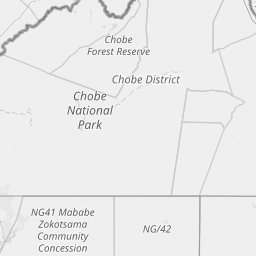 Chobe
Forest Reserve
Chobe District
Chobe
National
Park
NG41 Mababe
Zokotsama
Community
Concession
NG/42